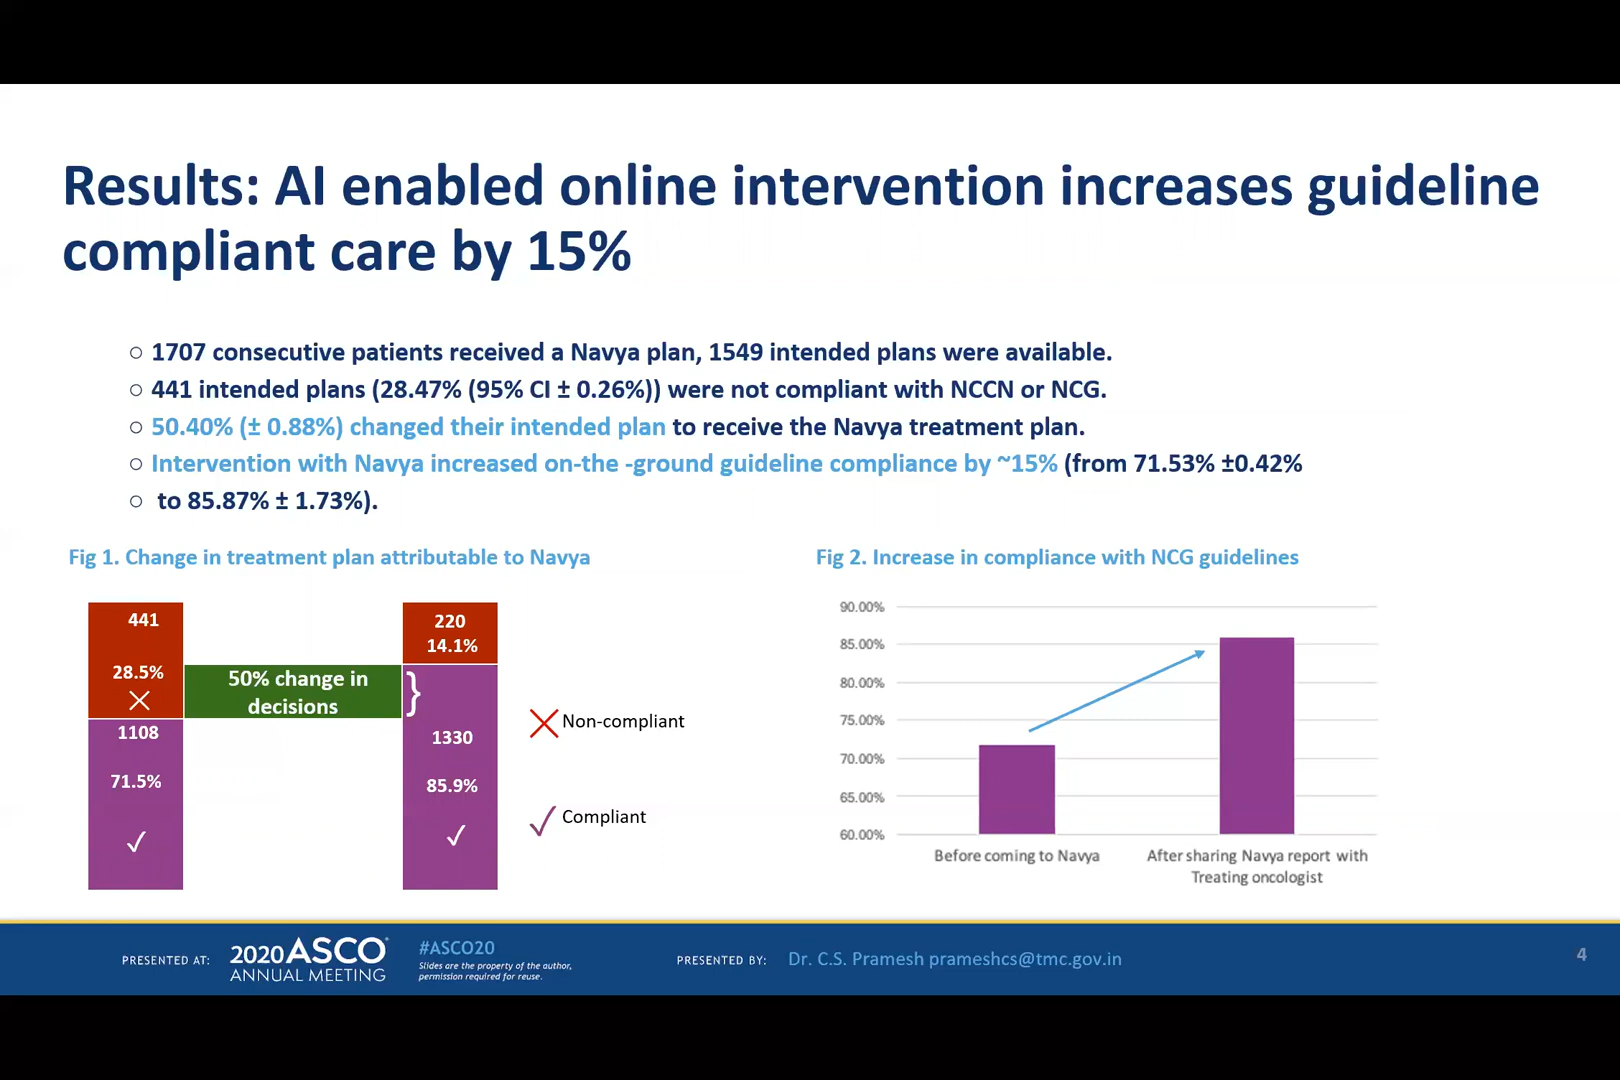 Results: AI enabled online intervention increases guideline
compliant care by 15%
○ 1707 consecutive patients received a Navya plan, 1549 intended plans were available.
○ 441 intended plans (28.47% (95% CI ± 0.26%)) were not compliant with NCCN or NCG.
○ 50.40% (± 0.88%) changed their intended plan to receive the Navya treatment plan.
○ Intervention with Navya increased on-the -ground guideline compliance by ~15% (from 71.53% ±0.42%
○ to 85.87% ± 1.73%).
Fig 1. Change in treatment plan attributable to Navya
441
28.5%
1108
71.5%
50% change in
decisions
220
14.1%
1330
85.9%
Non-compliant
Compliant
Fig 2. Increase in compliance with NCG guidelines
90.00%
85.00%
80.00%
75.00%
70.00%
65.00%
60.00%
Before coming to Navya
After sharing Navya report with
Treating oncologist
PRESENTED AT:
2020 ASCO
ANNUAL MEETING
#ASCO20
Slides are the property of the author,
permission required for reuse.
PRESENTED BY:
Dr. C.S. Pramesh prameshcs@tmc.gov.in
4